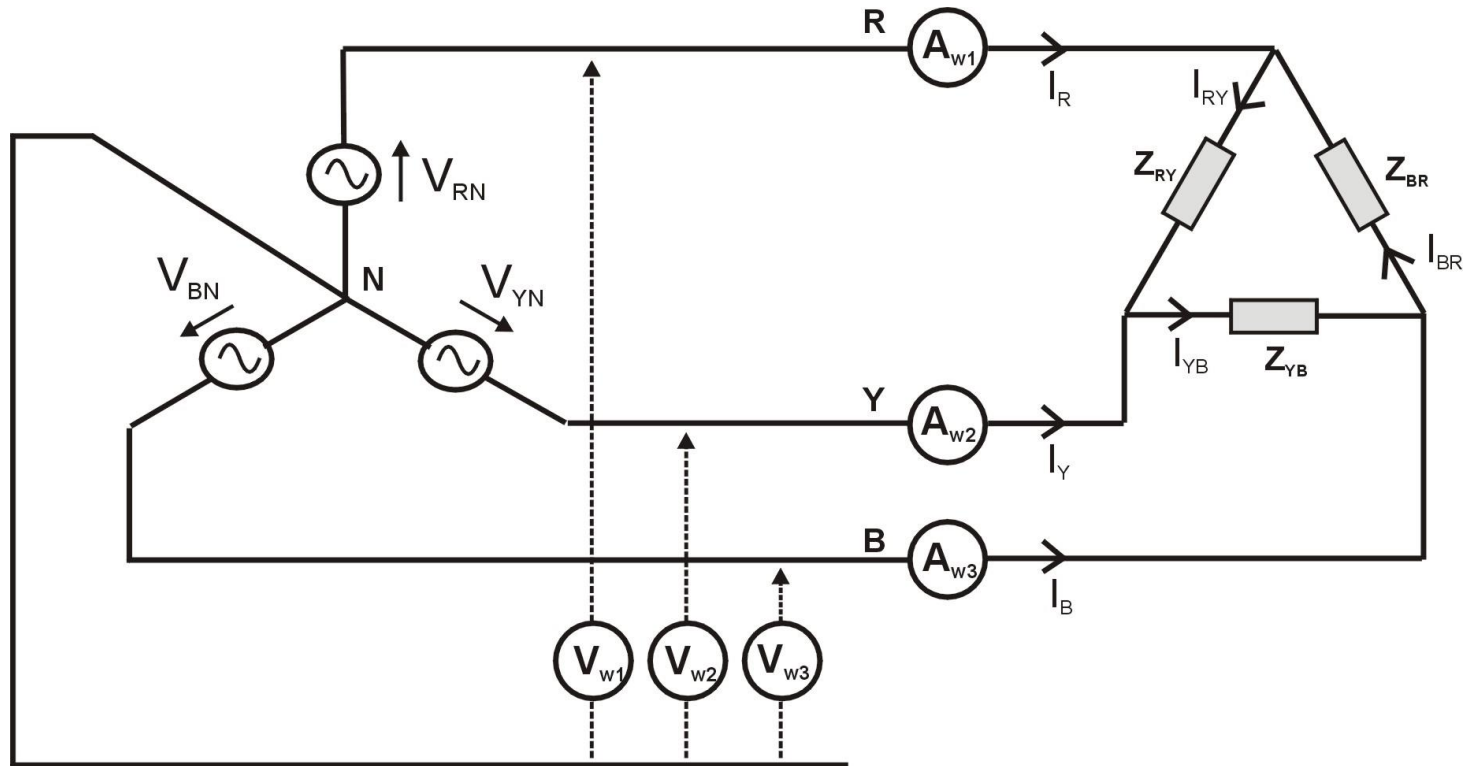 R
A_w1
I_R
I_RY
Z_RY
Z_BR
V_RN
V_BN
N
V_YN
I_BR
I_YB
Z_YB
Y
A_w2
I_Y
B
A_w3
I_B
V_w1
V_w2
V_w3